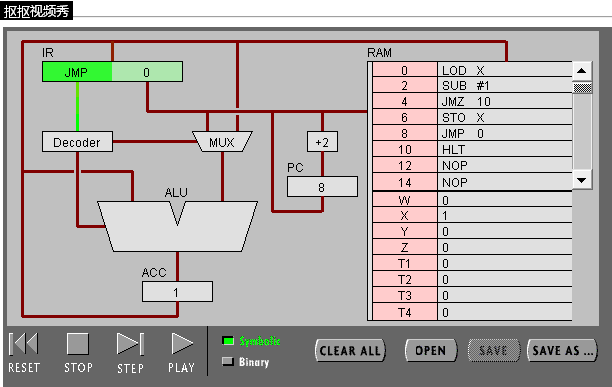 抠抠视频秀
IR
RAM
JMP 0
0 LOD X
2 SUB #1
4 JMZ 10
6 STO X
8 JMP 0
10 HLT
12 NOP
14 NOP
Decoder
MUX
+2
PC
8
ALU
W 0
X 1
Y 0
Z 0
T1 0
T2 0
T3 0
T4 0
ACC
1
RESET
STOP
STEP
PLAY
Symbolic
Binary
CLEAR ALL
OPEN
SAVE
SAVE AS ...